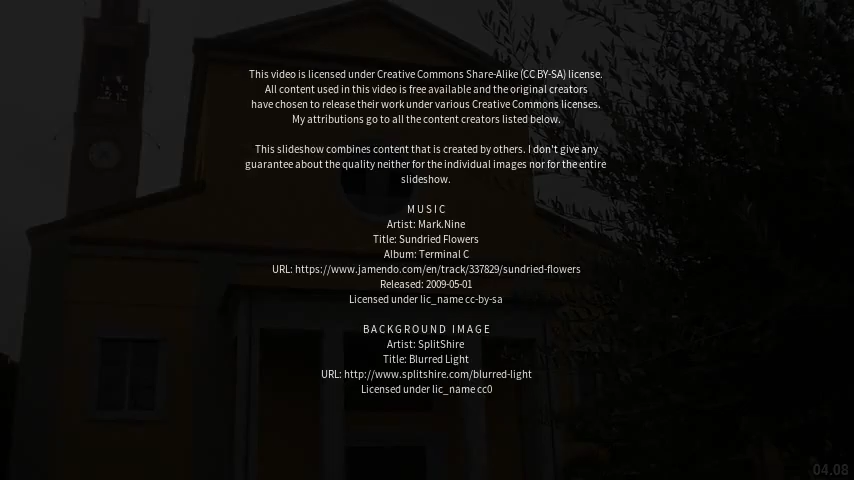 This video is licensed under Creative Commons Share-Alike (CC BY-SA) license.
All content used in this video is free available and the original creators
have chosen to release their work under various Creative Commons licenses.
My attributions go to all the content creators listed below.
This slideshow combines content that is created by others. I don't give any
guarantee about the quality neither for the individual images nor for the entire
slideshow.
MUSIC
Artist: Mark.Nine
Title: Sundried Flowers
Album: Terminal C
URL: https://www.jamendo.com/en/track/337829/sundried-flowers
Released: 2009-05-01
Licensed under lic_name cc-by-sa
BACKGROUND IMAGE
Artist: SplitShire
Title: Blurred Light
URL: http://www.splitshire.com/blurred-light
Licensed under lic_name cc0
04.08